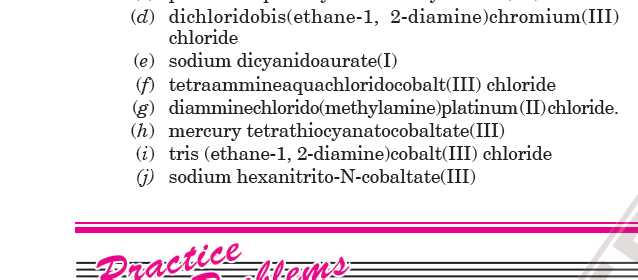 (d) dichloridobis(ethane-1, 2-diamine)chromium(III)
chloride
(e) sodium dicyanidoaurate(I)
(f) tetraammineaquachloridocobalt(III) chloride
(g) diamminechlorido(methylamine)platinum(II)chloride.
(h) mercury tetrathiocyanatocobaltate(III)
(i) tris (ethane-1, 2-diamine)cobalt(III) chloride
(j) sodium hexanitrito-N-cobaltate(III)
Practice
Problems